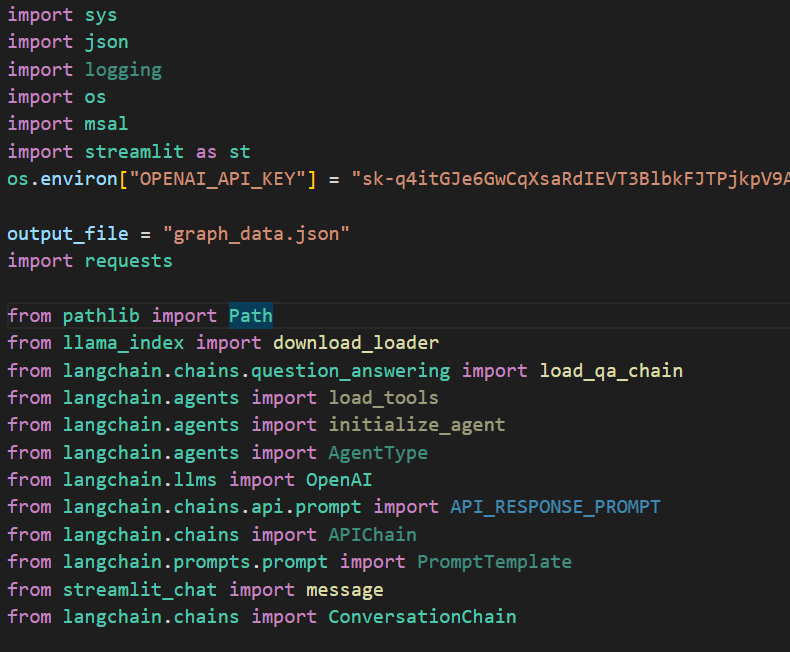 import sys
import json
import logging
import os
import msal
import streamlit as st
os.environ["OPENAI_API_KEY"] = "sk-q4itGJe6GwCqXsaRdIEVT3BlbkFJTPjkpV9A
output_file = "graph_data.json"
import requests
from pathlib import Path
from llama_index import download_loader
from langchain.chains.question_answering import load_qa_chain
from langchain.agents import load_tools
from langchain.agents import initialize_agent
from langchain.agents import AgentType
from langchain.llms import OpenAI
from langchain.chains.api.prompt import API_RESPONSE_PROMPT
from langchain.chains import APIChain
from langchain.prompts.prompt import PromptTemplate
from streamlit_chat import message
from langchain.chains import ConversationChain